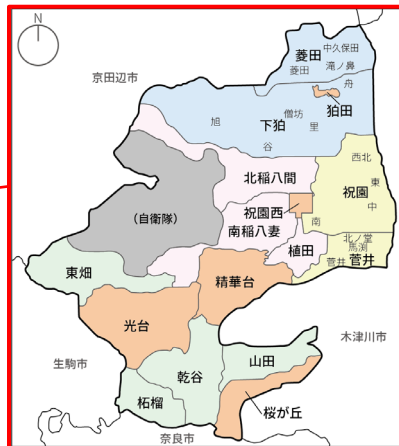 N
京田辺市
菱田
中久保田
菱田
滝ノ鼻
舟
狛田
僧坊
里
旭
下狛
谷
北稲八間
西北
東
祝園
中
祝園西
南
南稲八妻
(自衛隊)
植田
北ノ堂
馬渕
菅井
菅井
東畑
精華台
光台
木津川市
生駒市
乾谷
山田
柘榴
桜が丘
奈良市